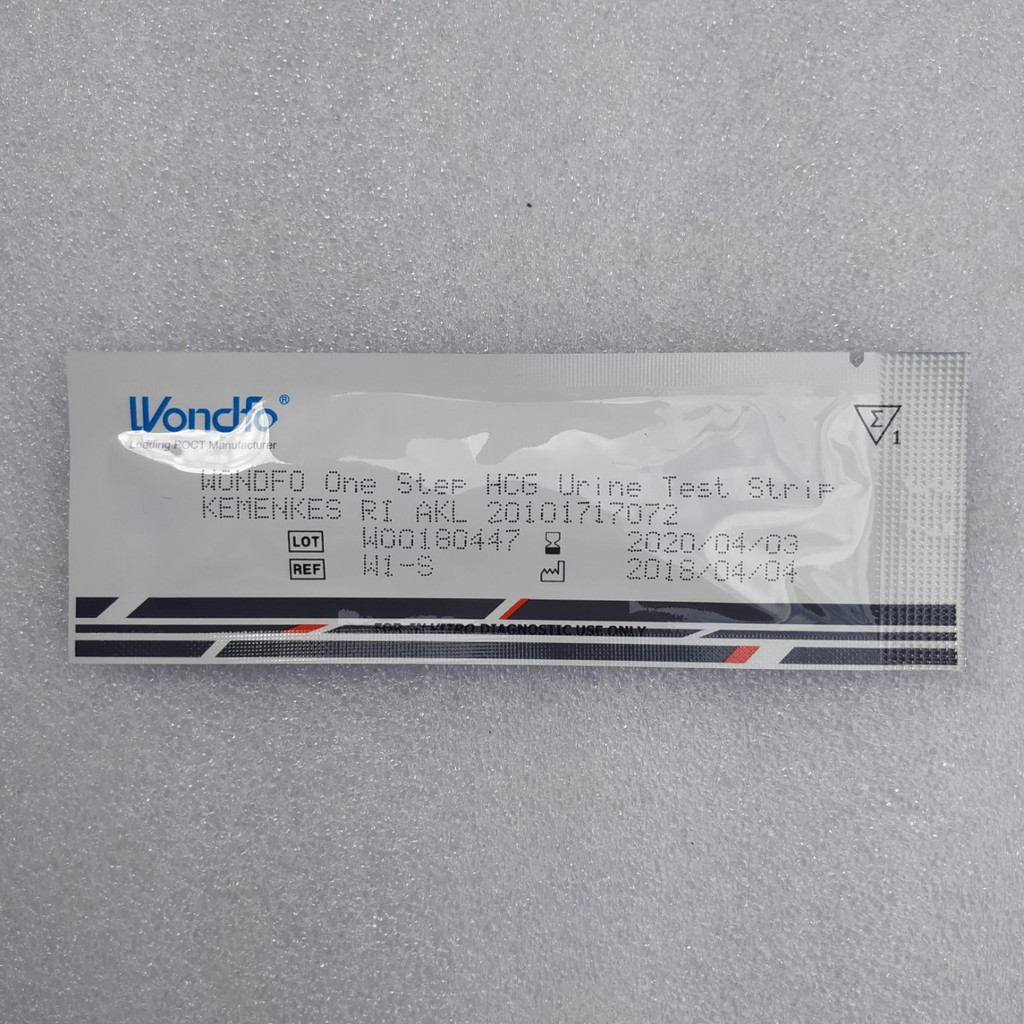 Wondfo®
Leading POCT Manufacturer
Σ 1
WONDFO One Step HCG Urine Test Strip
KEMENKES RI AKL 20101717072
LOT W00180447 2020/04/03
REF W1-S 2018/04/04
FOR IN VITRO DIAGNOSTIC USE ONLY